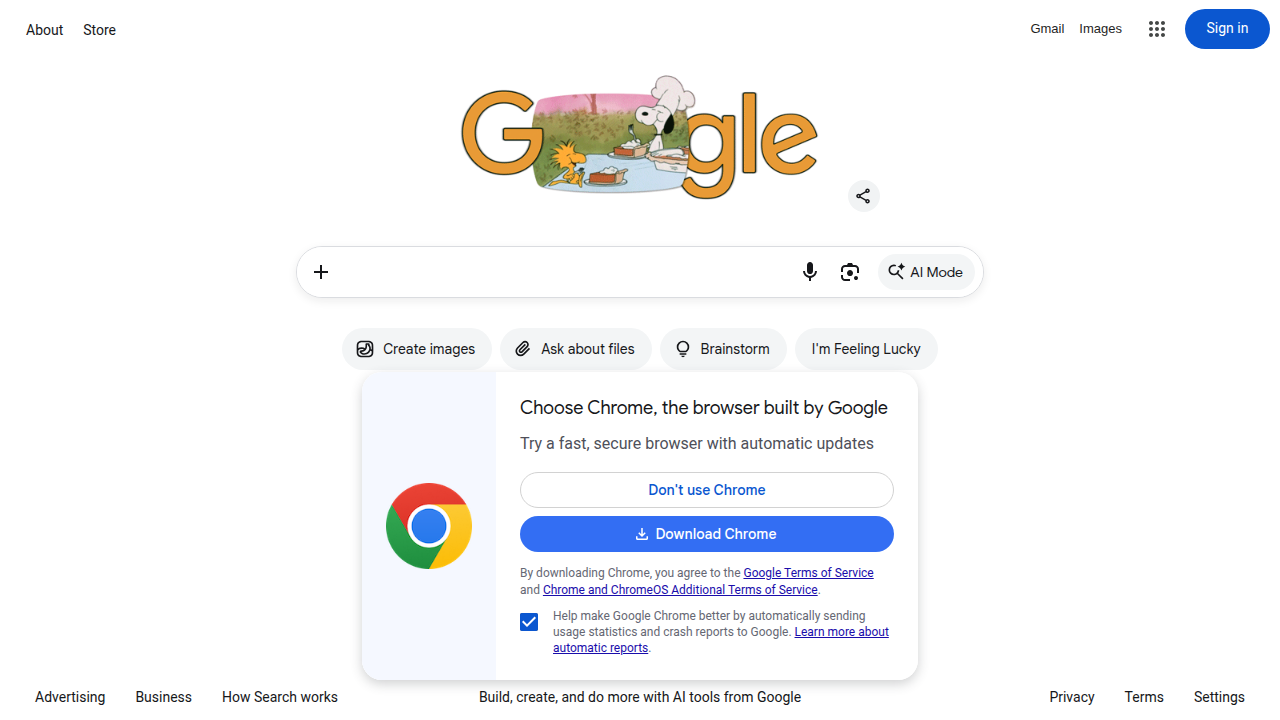 About Store
Gmail Images Sign in
Google
AI Mode
Create images Ask about files Brainstorm I'm Feeling Lucky
Choose Chrome, the browser built by Google
Try a fast, secure browser with automatic updates
Don't use Chrome
Download Chrome
By downloading Chrome, you agree to the Google Terms of Service
and Chrome and ChromeOS Additional Terms of Service.
Help make Google Chrome better by automatically sending
usage statistics and crash reports to Google. Learn more about
automatic reports.
Advertising Business How Search works Build, create, and do more with AI tools from Google Privacy Terms Settings